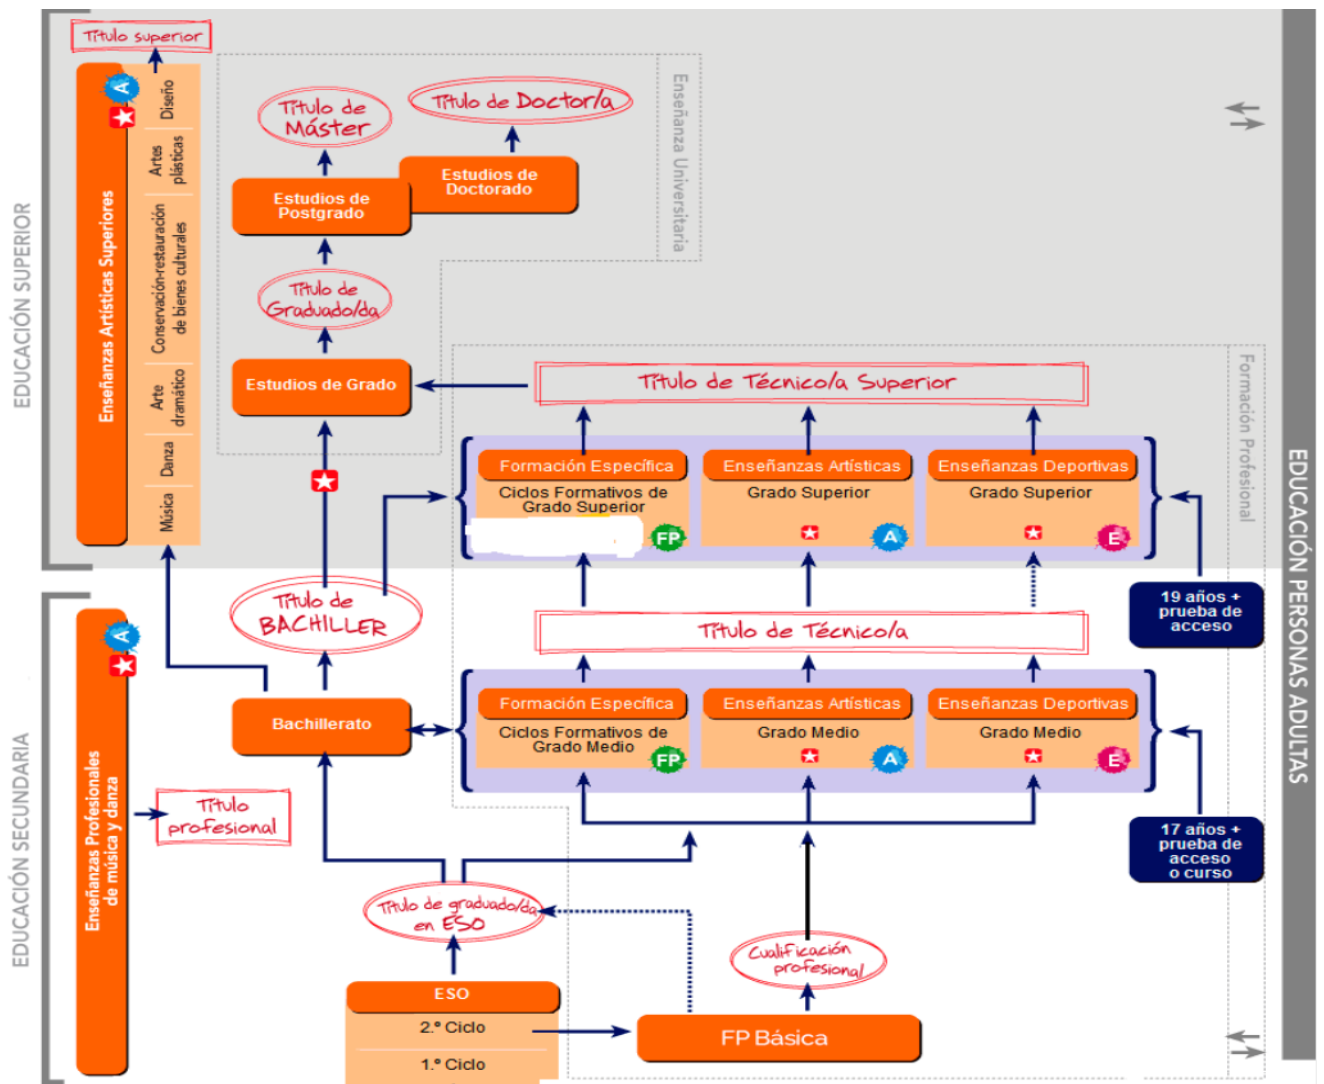 EDUCACIÓN SUPERIOR
Título superior
Enseñanzas Artísticas Superiores
A
Diseño
Artes
plásticas
Conservación-restauración
de bienes culturales
Arte
dramático
Danza
Música
Enseñanza Universitaria
Título de
Máster
Título de Doctor/a
Estudios de
Postgrado
Estudios de
Doctorado
Título de
Graduado/da
Estudios de Grado
Formación Profesional
Título de Técnico/a Superior
Formación Específica
Ciclos Formativos de
Grado Superior
FP
Enseñanzas Artísticas
Grado Superior
A
Enseñanzas Deportivas
Grado Superior
E
19 años +
prueba de
acceso
EDUCACIÓN PERSONAS ADULTAS
EDUCACIÓN SECUNDARIA
Enseñanzas Profesionales
de música y danza
A
Título
profesional
Título de
BACHILLER
Bachillerato
Título de Técnico/a
Formación Específica
Ciclos Formativos de
Grado Medio
FP
Enseñanzas Artísticas
Grado Medio
A
Enseñanzas Deportivas
Grado Medio
E
17 años +
prueba de
acceso
o curso
Título de graduado/da
en ESO
Cualificación
profesional
ESO
2.º Ciclo
1.º Ciclo
FP Básica